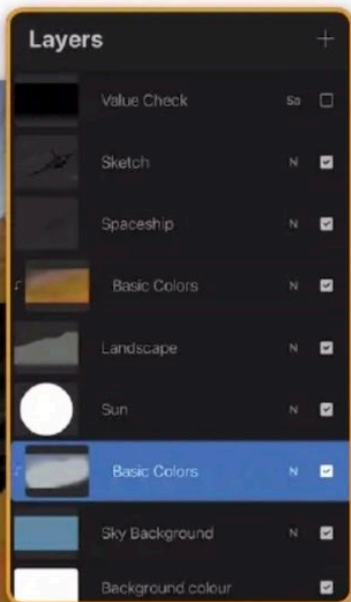 Layers
Value Check Sa
Sketch N
Spaceship N
Basic Colors N
Landscape N
Sun N
Basic Colors N
Sky Background N
Background colour